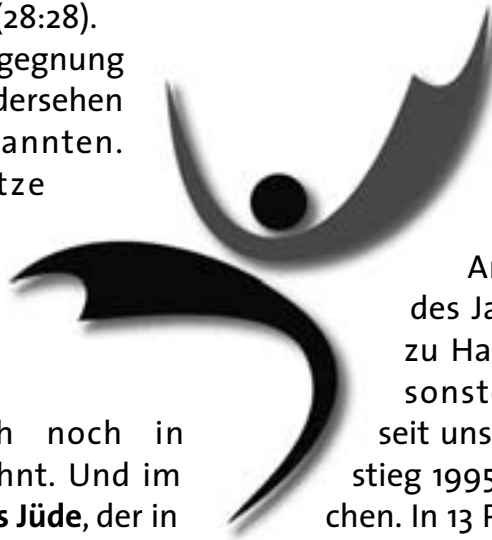 (28:28).
gegnung
dersehen
annten.
tze
h noch in
hnt. Und im
s Jüde, der in
des Ja
zu Ha
sonst
seit uns
stieg 1995
chen. In 13 P